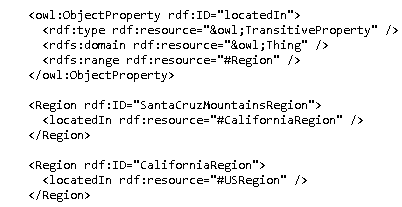 <owl:ObjectProperty rdf:ID="locatedIn">
  <rdf:type rdf:resource="&owl;TransitiveProperty" />
  <rdfs:domain rdf:resource="&owl;Thing" />
  <rdfs:range rdf:resource="#Region" />
</owl:ObjectProperty>

<Region rdf:ID="SantaCruzMountainsRegion">
  <locatedIn rdf:resource="#CaliforniaRegion" />
</Region>

<Region rdf:ID="CaliforniaRegion">
  <locatedIn rdf:resource="#USRegion" />
</Region>